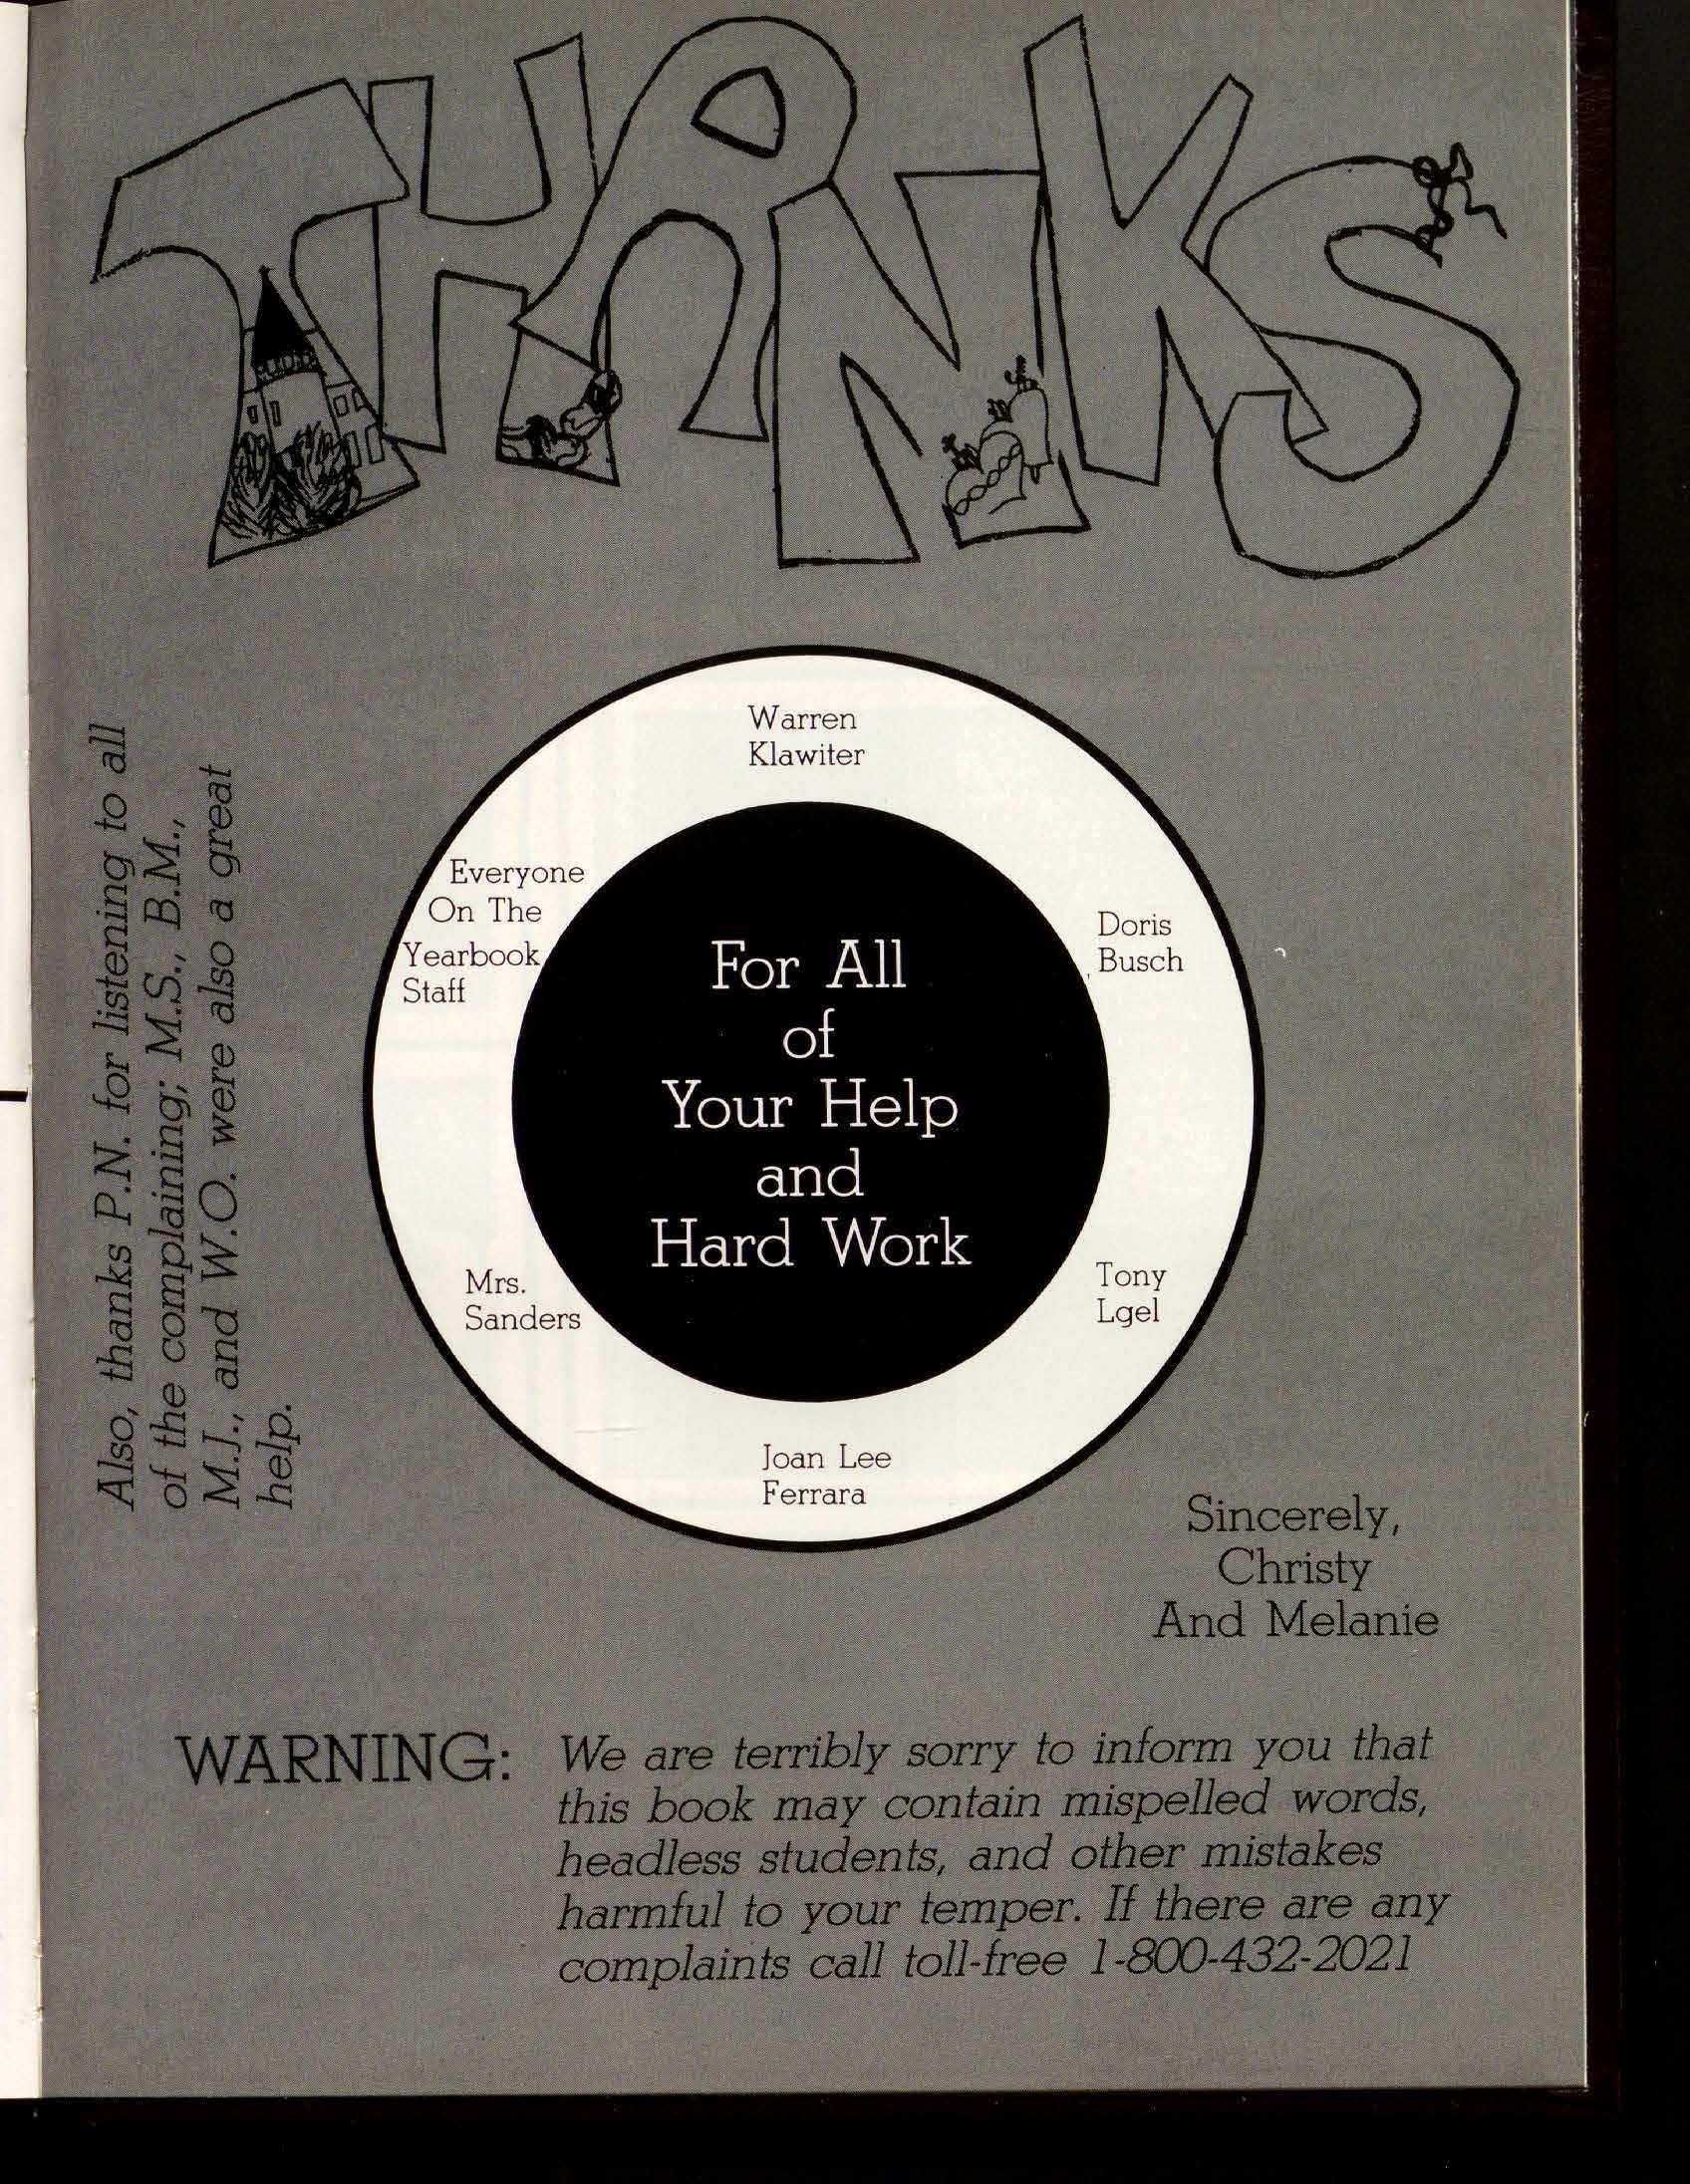 THANKS
Warren
Klawiter
Everyone
On The
Yearbook
Staff
Doris
Busch
For All
of
Your Help
and
Hard Work
Mrs.
Sanders
Tony
Lgel
Joan Lee
Ferrara
Also, thanks P.N. for listening to all
of the complaining; M.S., B.M.,
M.J., and W.O. were also a great
help.
Sincerely,
Christy
And Melanie
WARNING: We are terribly sorry to inform you that
this book may contain mispelled words,
headless students, and other mistakes
harmful to your temper. If there are any
complaints call toll-free 1-800-432-2021